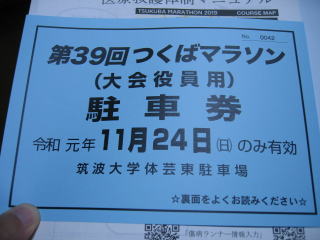 医療救護体制マニュアル
TSUKUBA MARATHON 2019 COURSE MAP
No. 0042
第39回 つくばマラソン
(大会役員用)
駐車券
令和 元年 11月24日(日) のみ有効
筑波大学体芸東駐車場
☆裏面をよくお読みください☆
『傷病ランナー情報入力』